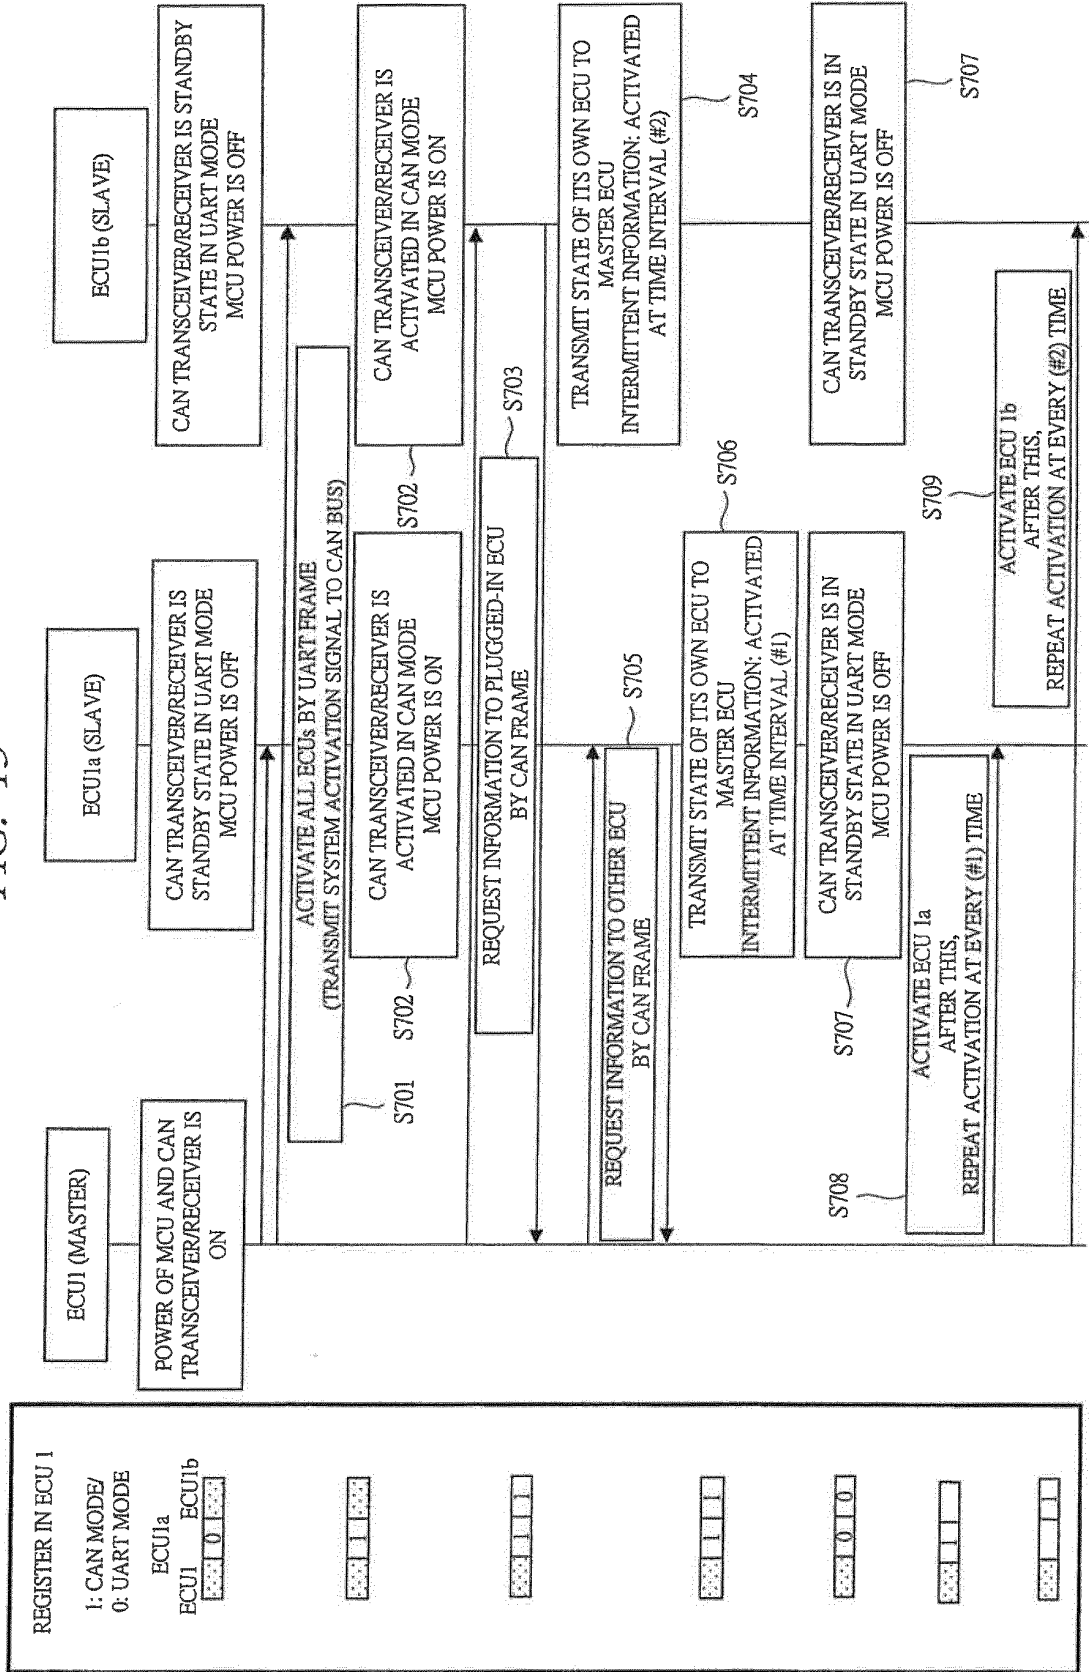 FIG. 19
REGISTER IN ECU 1
1: CAN MODE/
0: UART MODE
ECU1a
ECU1 ECU1b
0
1
1 1
1 1
0 0
1
1
ECU1 (MASTER)
POWER OF MCU AND CAN
TRANSCEIVER/RECEIVER IS
ON
ECU1a (SLAVE)
CAN TRANSCEIVER/RECEIVER IS
STANDBY STATE IN UART MODE
MCU POWER IS OFF
ECU1b (SLAVE)
CAN TRANSCEIVER/RECEIVER IS STANDBY
STATE IN UART MODE
MCU POWER IS OFF
ACTIVATE ALL ECUs BY UART FRAME
(TRANSMIT SYSTEM ACTIVATION SIGNAL TO CAN BUS)
S701
CAN TRANSCEIVER/RECEIVER IS
ACTIVATED IN CAN MODE
MCU POWER IS ON
S702
CAN TRANSCEIVER/RECEIVER IS
ACTIVATED IN CAN MODE
MCU POWER IS ON
S702
REQUEST INFORMATION TO PLUGGED-IN ECU
BY CAN FRAME
S703
TRANSMIT STATE OF ITS OWN ECU TO
MASTER ECU
INTERMITTENT INFORMATION: ACTIVATED
AT TIME INTERVAL (#2)
S704
REQUEST INFORMATION TO OTHER ECU
BY CAN FRAME
S705
TRANSMIT STATE OF ITS OWN ECU TO
MASTER ECU
INTERMITTENT INFORMATION: ACTIVATED
AT TIME INTERVAL (#1)
S706
CAN TRANSCEIVER/RECEIVER IS IN
STANDBY STATE IN UART MODE
MCU POWER IS OFF
S707
CAN TRANSCEIVER/RECEIVER IS IN
STANDBY STATE IN UART MODE
MCU POWER IS OFF
S707
ACTIVATE ECU 1a
AFTER THIS,
REPEAT ACTIVATION AT EVERY (#1) TIME
S708
ACTIVATE ECU 1b
AFTER THIS,
REPEAT ACTIVATION AT EVERY (#2) TIME
S709